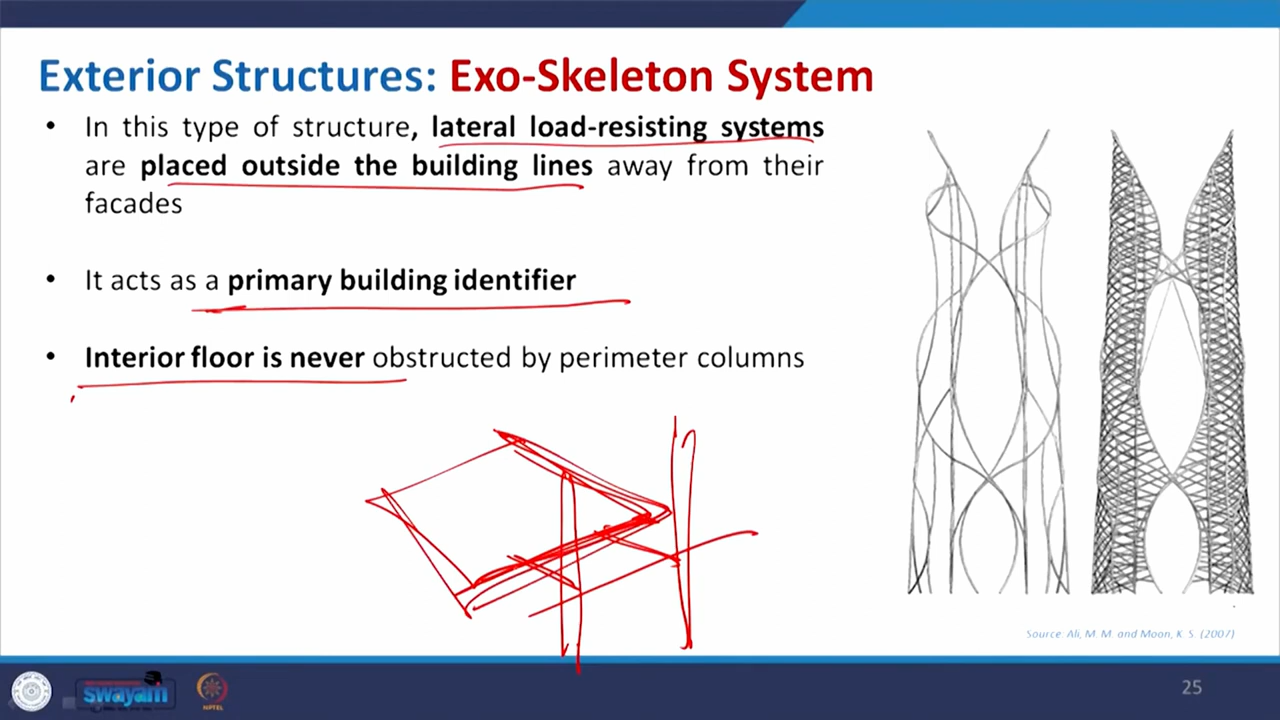 Exterior Structures: Exo-Skeleton System
• In this type of structure, lateral load-resisting systems
are placed outside the building lines away from their
facades
• It acts as a primary building identifier
• Interior floor is never obstructed by perimeter columns
Source: Ali, M. M. and Moon, K. S. (2007)
swayam
NPTEL
25